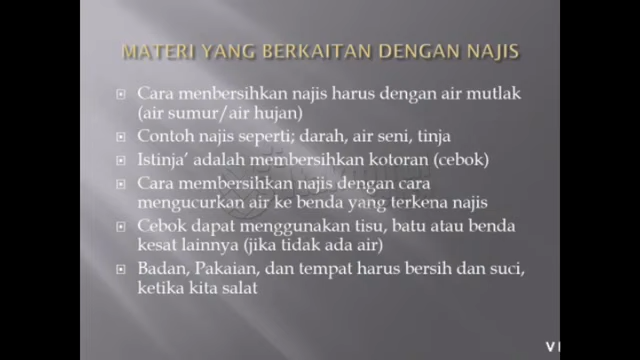 MATERI YANG BERKAITAN DENGAN NAJIS
Cara menbersihkan najis harus dengan air mutlak
(air sumur/air hujan)
Contoh najis seperti; darah, air seni, tinja
Istinja’ adalah membersihkan kotoran (cebok)
Cara membersihkan najis dengan cara
mengucurkan air ke benda yang terkena najis
Cebok dapat menggunakan tisu, batu atau benda
kesat lainnya (jika tidak ada air)
Badan, Pakaian, dan tempat harus bersih dan suci,
ketika kita salat